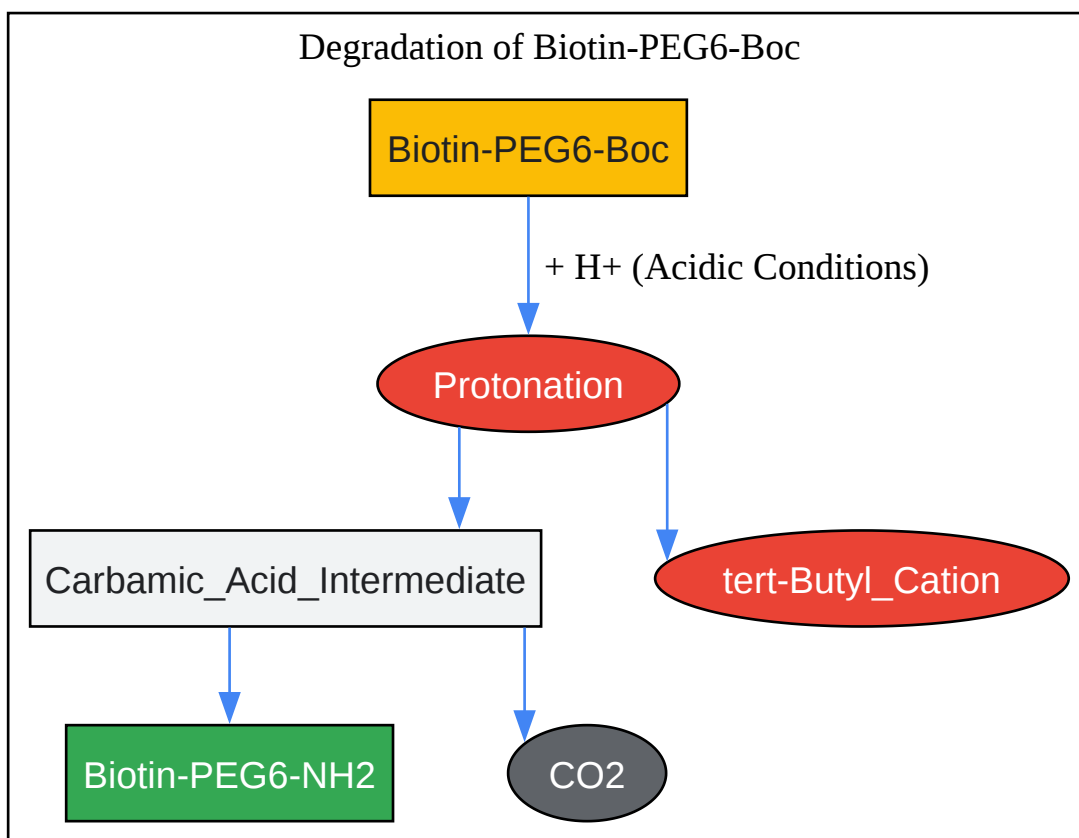 Degradation of Biotin-PEG6-Boc
Biotin-PEG6-Boc
+ H+ (Acidic Conditions)
Protonation
Carbamic_Acid_Intermediate
tert-Butyl_Cation
Biotin-PEG6-NH2
CO2